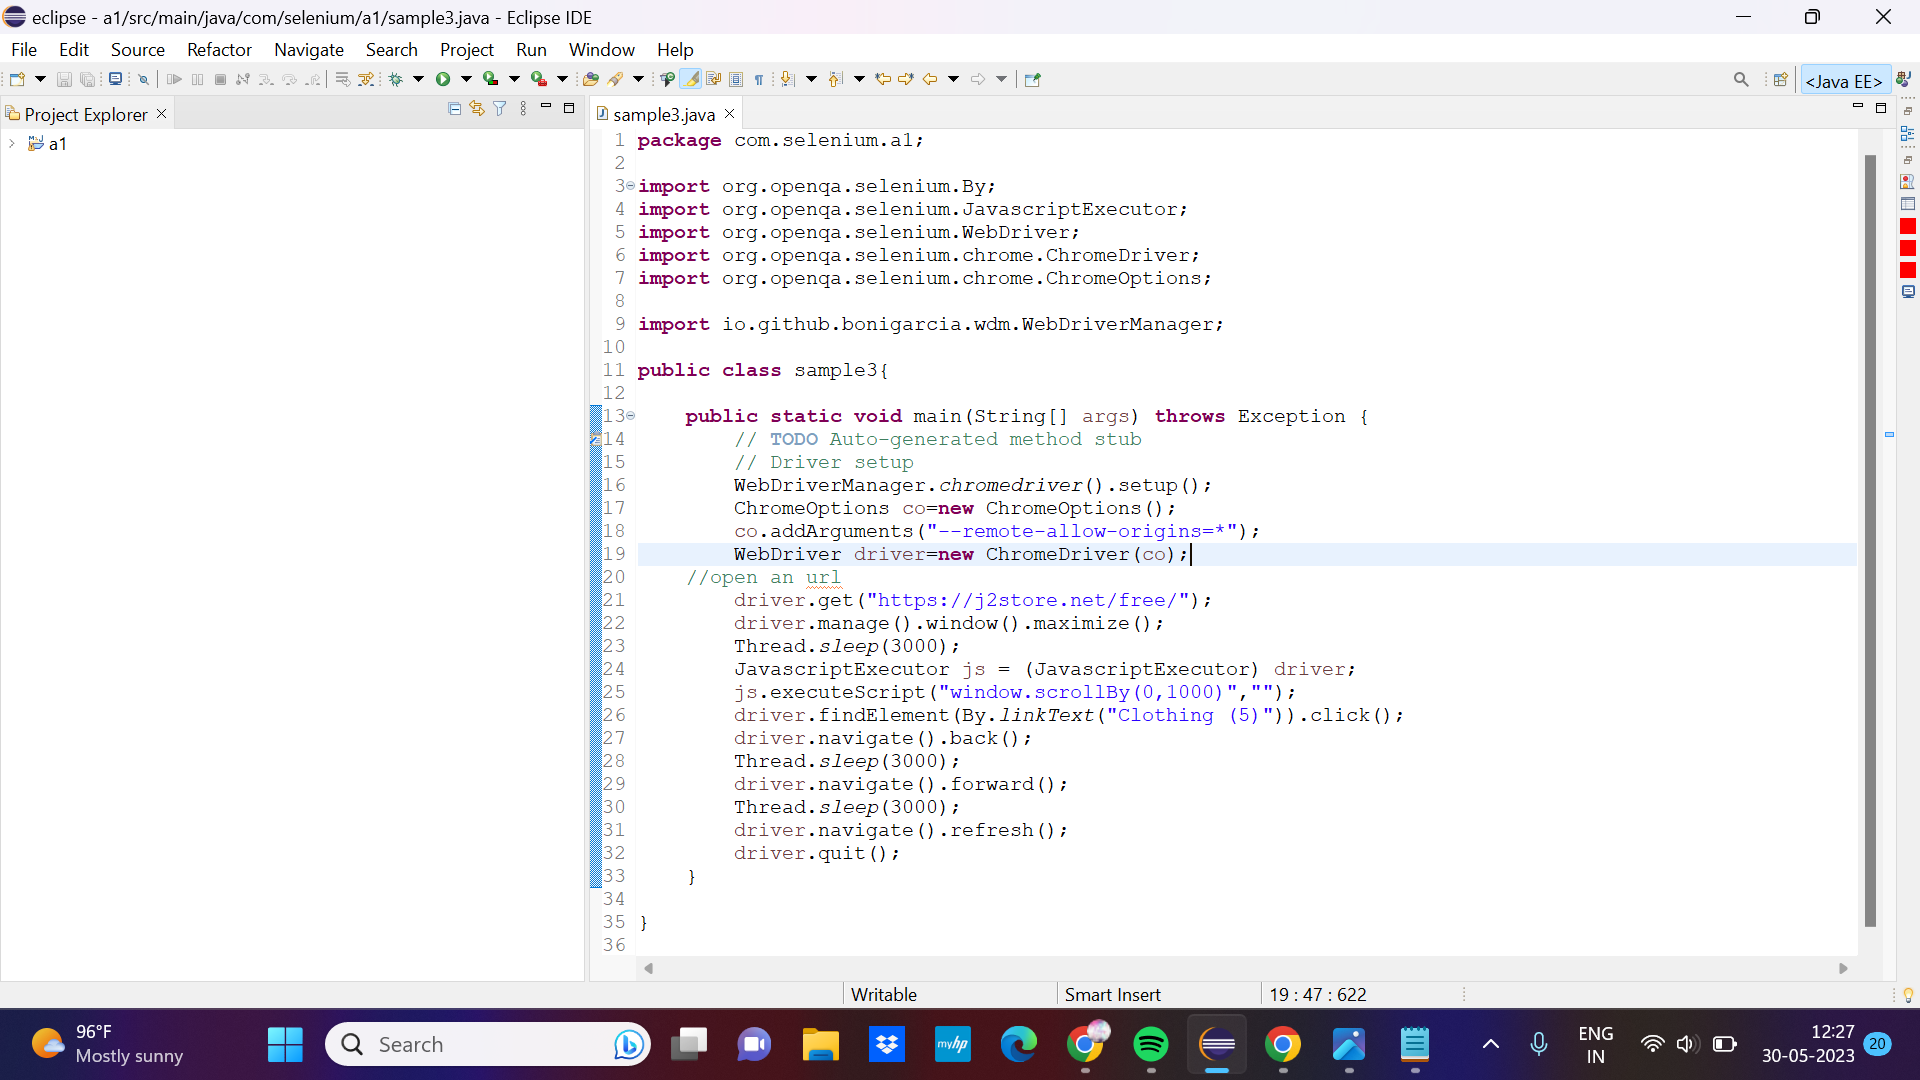 eclipse - a1/src/main/java/com/selenium/a1/sample3.java - Eclipse IDE
File Edit Source Refactor Navigate Search Project Run Window Help
<Java EE>
Project Explorer
a1
sample3.java
1 package com.selenium.a1;
2
3 import org.openqa.selenium.By;
4 import org.openqa.selenium.JavascriptExecutor;
5 import org.openqa.selenium.WebDriver;
6 import org.openqa.selenium.chrome.ChromeDriver;
7 import org.openqa.selenium.chrome.ChromeOptions;
8
9 import io.github.bonigarcia.wdm.WebDriverManager;
10
11 public class sample3{
12
13 public static void main(String[] args) throws Exception {
14 // TODO Auto-generated method stub
15 // Driver setup
16 WebDriverManager.chromedriver().setup();
17 ChromeOptions co=new ChromeOptions();
18 co.addArguments("--remote-allow-origins=*");
19 WebDriver driver=new ChromeDriver(co);
20 //open an url
21 driver.get("https://j2store.net/free/");
22 driver.manage().window().maximize();
23 Thread.sleep(3000);
24 JavascriptExecutor js = (JavascriptExecutor) driver;
25 js.executeScript("window.scrollBy(0,1000)","");
26 driver.findElement(By.linkText("Clothing (5)")).click();
27 driver.navigate().back();
28 Thread.sleep(3000);
29 driver.navigate().forward();
30 Thread.sleep(3000);
31 driver.navigate().refresh();
32 driver.quit();
33 }
34
35 }
36
Writable Smart Insert 19 : 47 : 622
96°F
Mostly sunny
Search
myhp
ENG
IN
12:27
30-05-2023
20